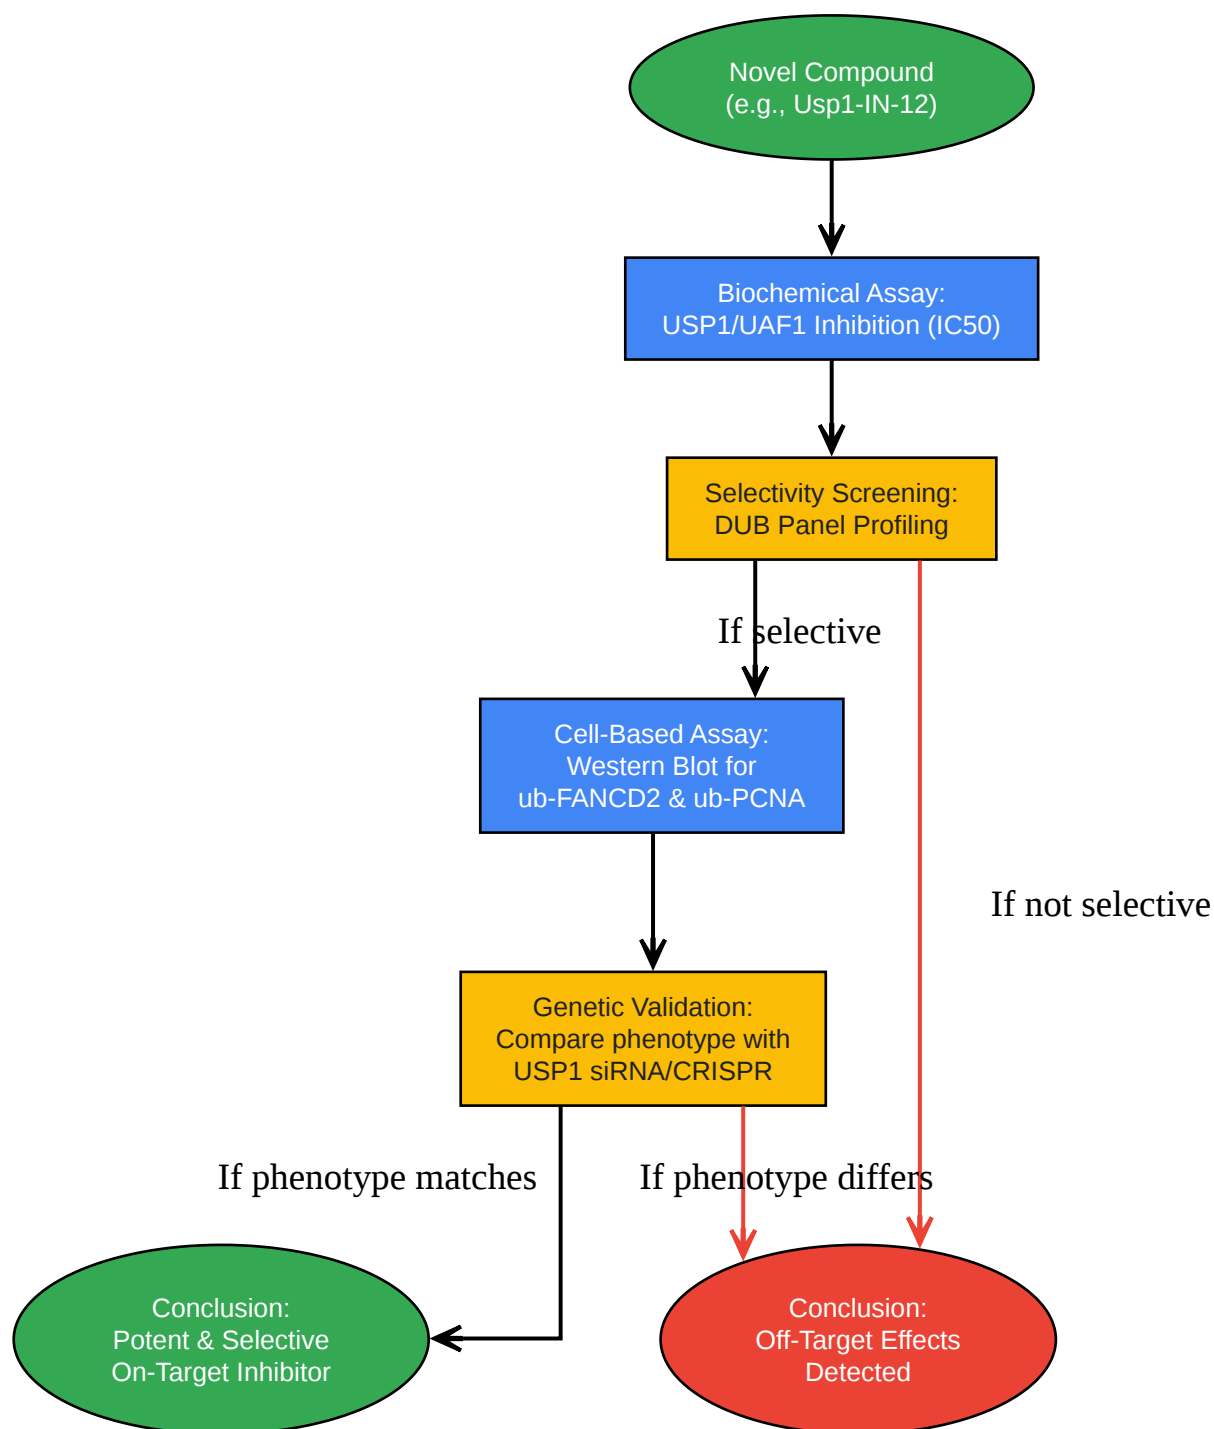 Novel Compound
(e.g., Usp1-IN-12)
Biochemical Assay:
USP1/UAF1 Inhibition (IC50)
Selectivity Screening:
DUB Panel Profiling
If selective
Cell-Based Assay:
Western Blot for
ub-FANCD2 & ub-PCNA
If not selective
Genetic Validation:
Compare phenotype with
USP1 siRNA/CRISPR
If phenotype matches
If phenotype differs
Conclusion:
Potent & Selective
On-Target Inhibitor
Conclusion:
Off-Target Effects
Detected